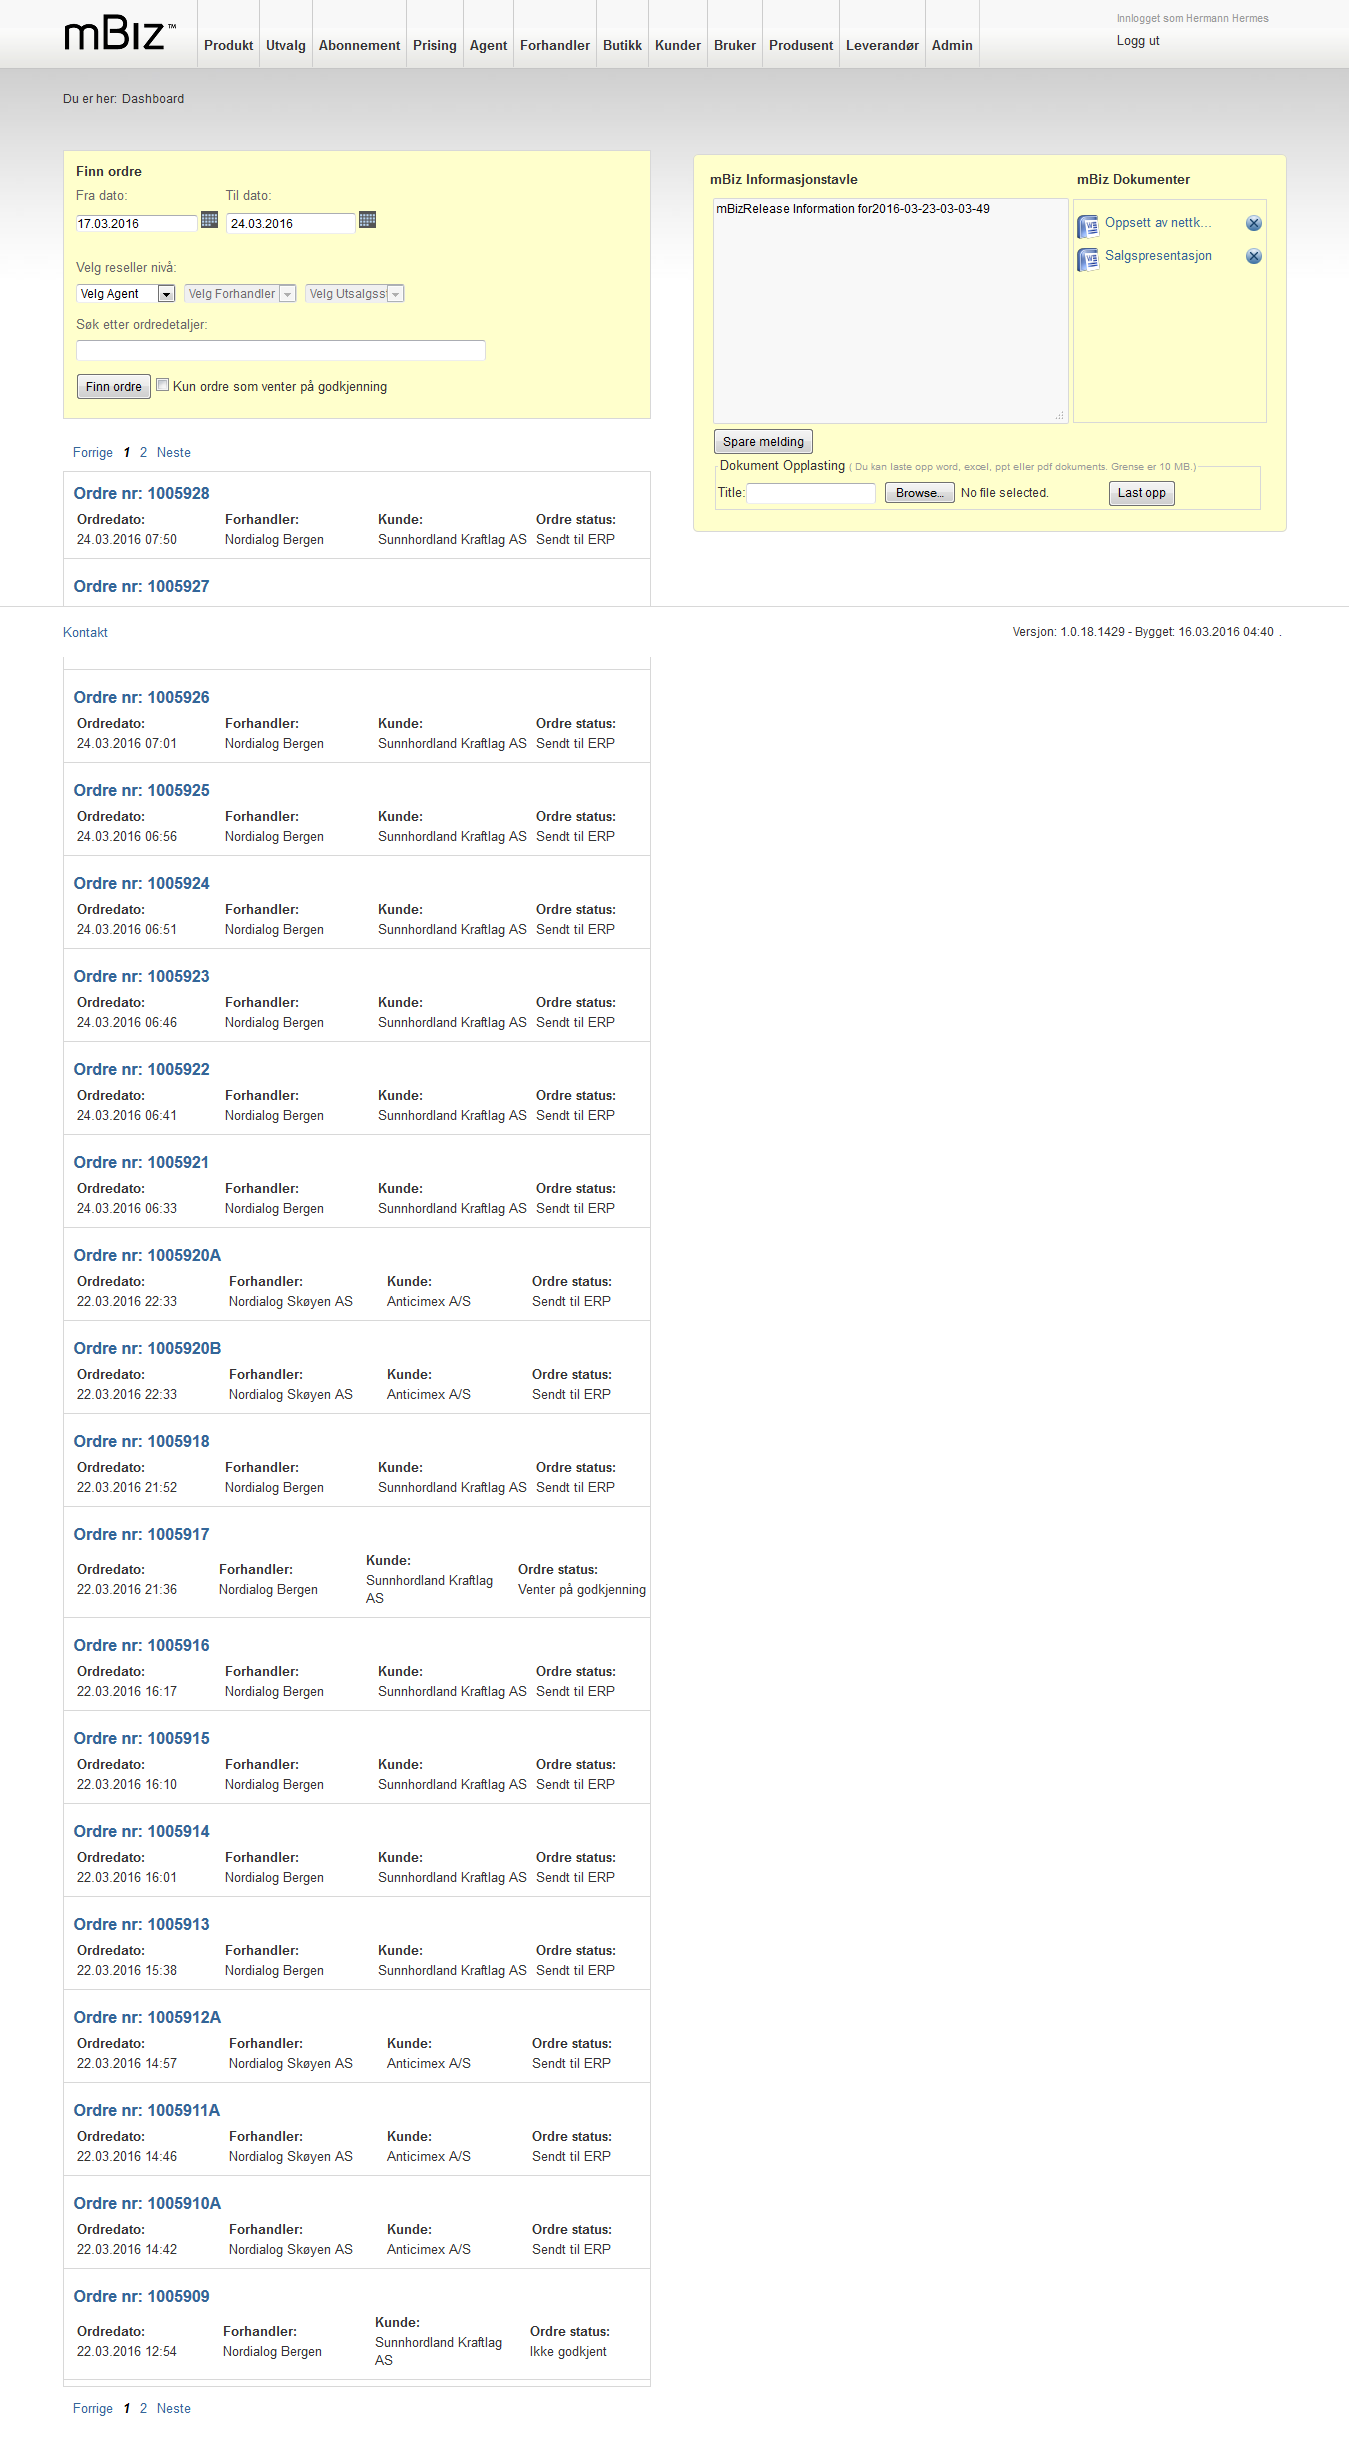 mBiz™
Produkt Utvalg Abonnement Prising Agent Forhandler Butikk Kunder Bruker Produsent Leverandør Admin
Innlogget som Hermann Hermes
Logg ut
Du er her: Dashboard
Finn ordre
Fra dato: Til dato:
17.03.2016 24.03.2016
Velg reseller nivå:
Velg Agent Velg Forhandler Velg Utsalgss
Søk etter ordredetaljer:
Finn ordre Kun ordre som venter på godkjenning
mBiz Informasjonstavle mBiz Dokumenter
mBizRelease Information for2016-03-23-03-03-49
Oppsett av nettk...
Salgspresentasjon
Spare melding
Dokument Opplasting ( Du kan laste opp word, excel, ppt eller pdf dokuments. Grense er 10 MB.)
Title: Browse... No file selected. Last opp
Forrige 1 2 Neste
Ordre nr: 1005928
Ordredato: Forhandler: Kunde: Ordre status:
24.03.2016 07:50 Nordialog Bergen Sunnhordland Kraftlag AS Sendt til ERP
Ordre nr: 1005927
Kontakt Versjon: 1.0.18.1429 - Bygget: 16.03.2016 04:40 .
Ordre nr: 1005926
Ordredato: Forhandler: Kunde: Ordre status:
24.03.2016 07:01 Nordialog Bergen Sunnhordland Kraftlag AS Sendt til ERP
Ordre nr: 1005925
Ordredato: Forhandler: Kunde: Ordre status:
24.03.2016 06:56 Nordialog Bergen Sunnhordland Kraftlag AS Sendt til ERP
Ordre nr: 1005924
Ordredato: Forhandler: Kunde: Ordre status:
24.03.2016 06:51 Nordialog Bergen Sunnhordland Kraftlag AS Sendt til ERP
Ordre nr: 1005923
Ordredato: Forhandler: Kunde: Ordre status:
24.03.2016 06:46 Nordialog Bergen Sunnhordland Kraftlag AS Sendt til ERP
Ordre nr: 1005922
Ordredato: Forhandler: Kunde: Ordre status:
24.03.2016 06:41 Nordialog Bergen Sunnhordland Kraftlag AS Sendt til ERP
Ordre nr: 1005921
Ordredato: Forhandler: Kunde: Ordre status:
24.03.2016 06:33 Nordialog Bergen Sunnhordland Kraftlag AS Sendt til ERP
Ordre nr: 1005920A
Ordredato: Forhandler: Kunde: Ordre status:
22.03.2016 22:33 Nordialog Skøyen AS Anticimex A/S Sendt til ERP
Ordre nr: 1005920B
Ordredato: Forhandler: Kunde: Ordre status:
22.03.2016 22:33 Nordialog Skøyen AS Anticimex A/S Sendt til ERP
Ordre nr: 1005918
Ordredato: Forhandler: Kunde: Ordre status:
22.03.2016 21:52 Nordialog Bergen Sunnhordland Kraftlag AS Sendt til ERP
Ordre nr: 1005917
Ordredato: Forhandler: Kunde: Ordre status:
22.03.2016 21:36 Nordialog Bergen Sunnhordland Kraftlag Venter på godkjenning
AS
Ordre nr: 1005916
Ordredato: Forhandler: Kunde: Ordre status:
22.03.2016 16:17 Nordialog Bergen Sunnhordland Kraftlag AS Sendt til ERP
Ordre nr: 1005915
Ordredato: Forhandler: Kunde: Ordre status:
22.03.2016 16:10 Nordialog Bergen Sunnhordland Kraftlag AS Sendt til ERP
Ordre nr: 1005914
Ordredato: Forhandler: Kunde: Ordre status:
22.03.2016 16:01 Nordialog Bergen Sunnhordland Kraftlag AS Sendt til ERP
Ordre nr: 1005913
Ordredato: Forhandler: Kunde: Ordre status:
22.03.2016 15:38 Nordialog Bergen Sunnhordland Kraftlag AS Sendt til ERP
Ordre nr: 1005912A
Ordredato: Forhandler: Kunde: Ordre status:
22.03.2016 14:57 Nordialog Skøyen AS Anticimex A/S Sendt til ERP
Ordre nr: 1005911A
Ordredato: Forhandler: Kunde: Ordre status:
22.03.2016 14:46 Nordialog Skøyen AS Anticimex A/S Sendt til ERP
Ordre nr: 1005910A
Ordredato: Forhandler: Kunde: Ordre status:
22.03.2016 14:42 Nordialog Skøyen AS Anticimex A/S Sendt til ERP
Ordre nr: 1005909
Ordredato: Forhandler: Kunde: Ordre status:
22.03.2016 12:54 Nordialog Bergen Sunnhordland Kraftlag Ikke godkjent
AS
Forrige 1 2 Neste